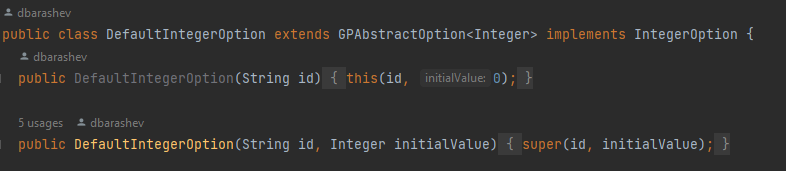 dbarashev
public class DefaultIntegerOption extends GPAbstractOption<Integer> implements IntegerOption {
dbarashev
public DefaultIntegerOption(String id) { this(id, initialValue: 0); }
5 usages dbarashev
public DefaultIntegerOption(String id, Integer initialValue) { super(id, initialValue); }